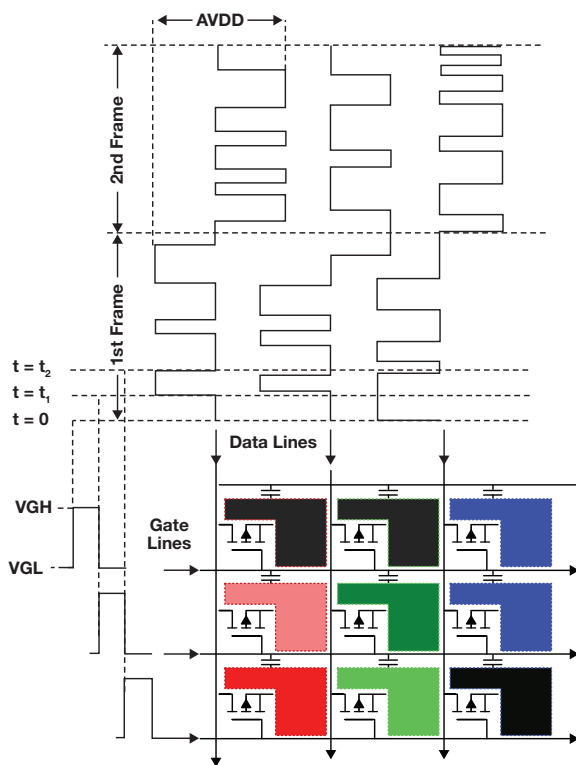 AVDD
2nd Frame
1st Frame
t = t2
t = t1
t = 0
Data Lines
VGH
Gate
Lines
VGL